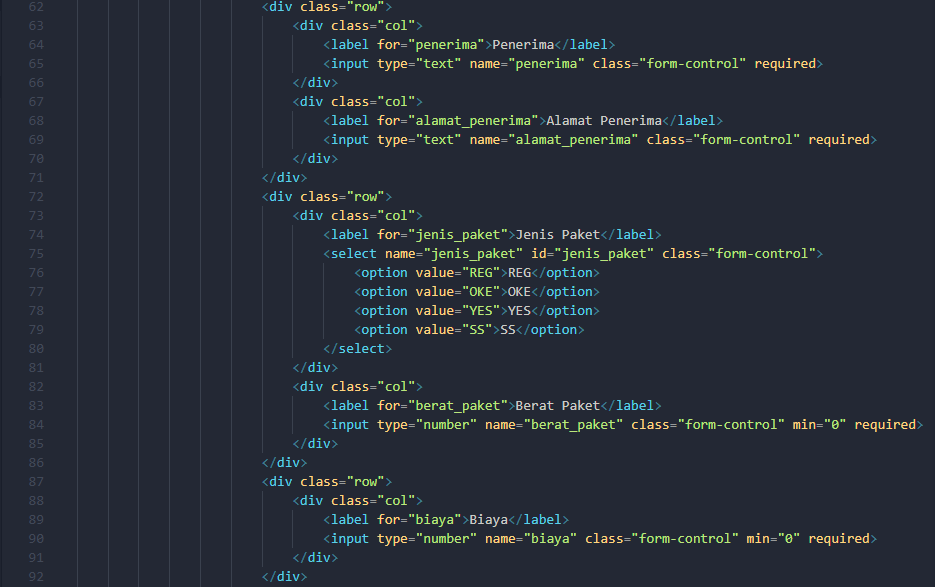 62 <div class="row">
63 <div class="col">
64 <label for="penerima">Penerima</label>
65 <input type="text" name="penerima" class="form-control" required>
66 </div>
67 <div class="col">
68 <label for="alamat_penerima">Alamat Penerima</label>
69 <input type="text" name="alamat_penerima" class="form-control" required>
70 </div>
71 </div>
72 <div class="row">
73 <div class="col">
74 <label for="jenis_paket">Jenis Paket</label>
75 <select name="jenis_paket" id="jenis_paket" class="form-control">
76 <option value="REG">REG</option>
77 <option value="OKE">OKE</option>
78 <option value="YES">YES</option>
79 <option value="SS">SS</option>
80 </select>
81 </div>
82 <div class="col">
83 <label for="berat_paket">Berat Paket</label>
84 <input type="number" name="berat_paket" class="form-control" min="0" required>
85 </div>
86 </div>
87 <div class="row">
88 <div class="col">
89 <label for="biaya">Biaya</label>
90 <input type="number" name="biaya" class="form-control" min="0" required>
91 </div>
92 </div>